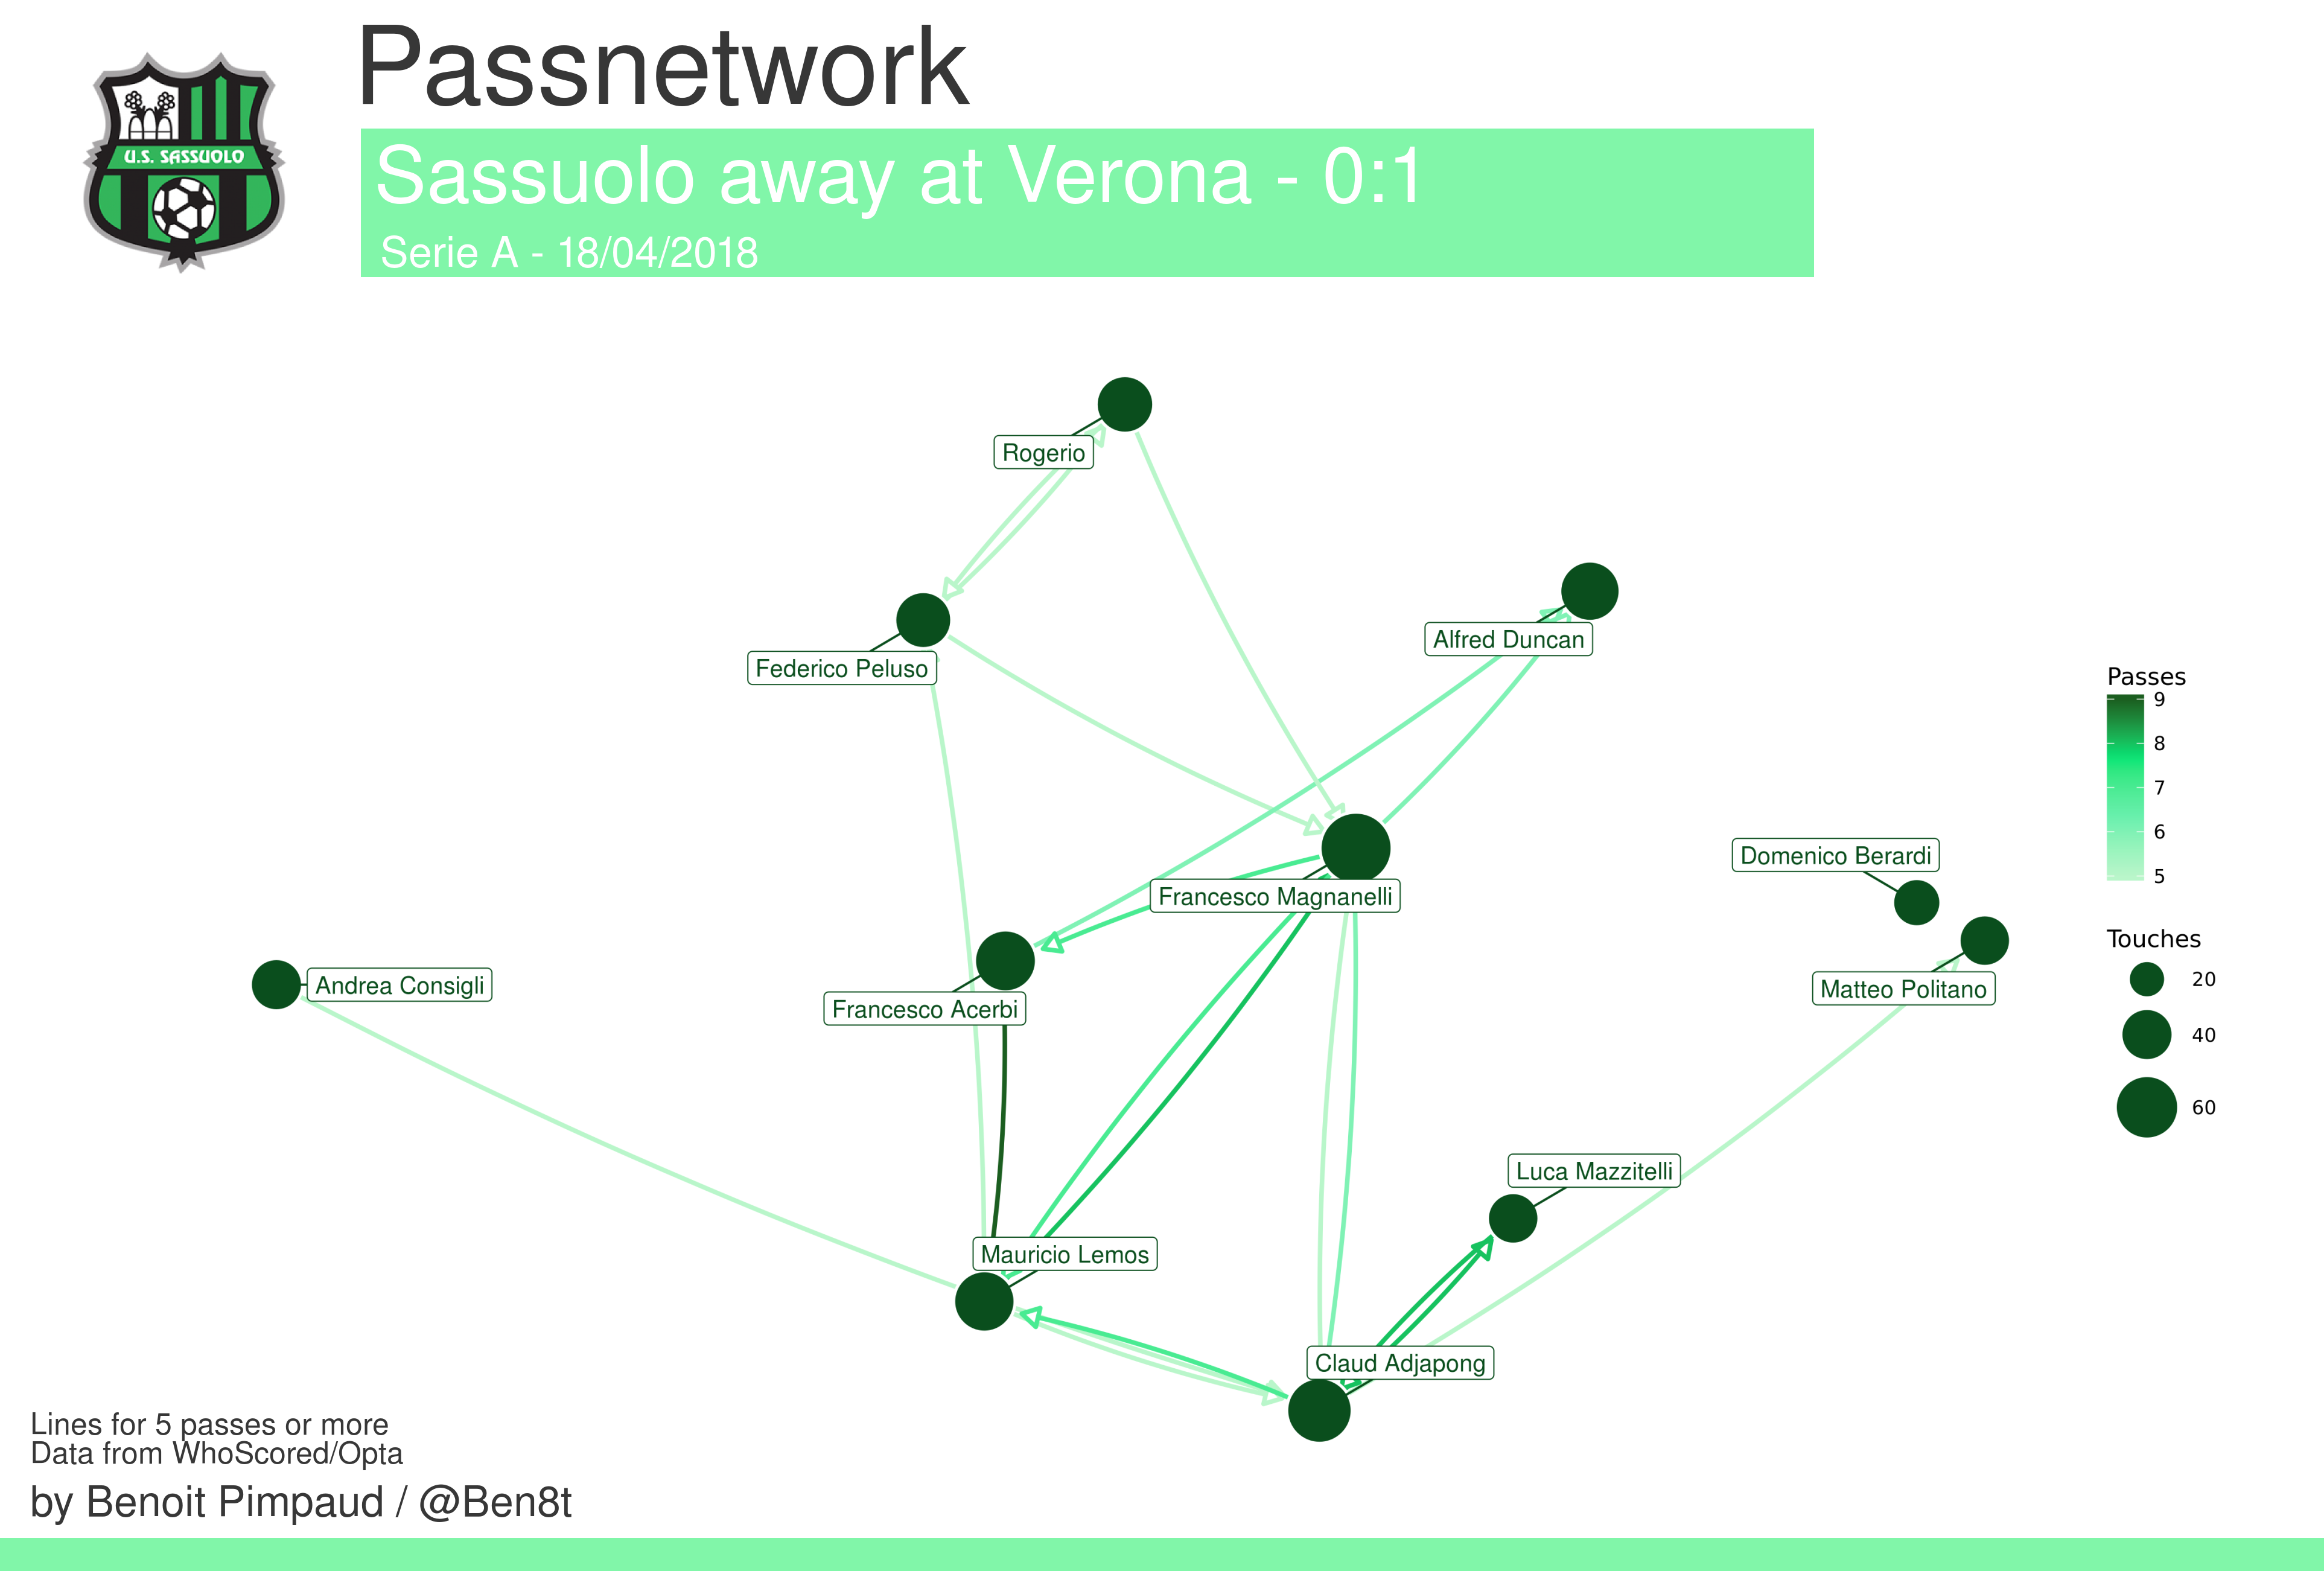 Passnetwork
U.S. SASSUOLO
Sassuolo away at Verona - 0:1
Serie A - 18/04/2018
Rogerio
Alfred Duncan
Federico Peluso
Passes
9
8
7
6
5
Domenico Berardi
Francesco Magnanelli
Touches
20
40
60
Andrea Consigli
Matteo Politano
Francesco Acerbi
Luca Mazzitelli
Mauricio Lemos
Claud Adjapong
Lines for 5 passes or more
Data from WhoScored/Opta
by Benoit Pimpaud / @Ben8t